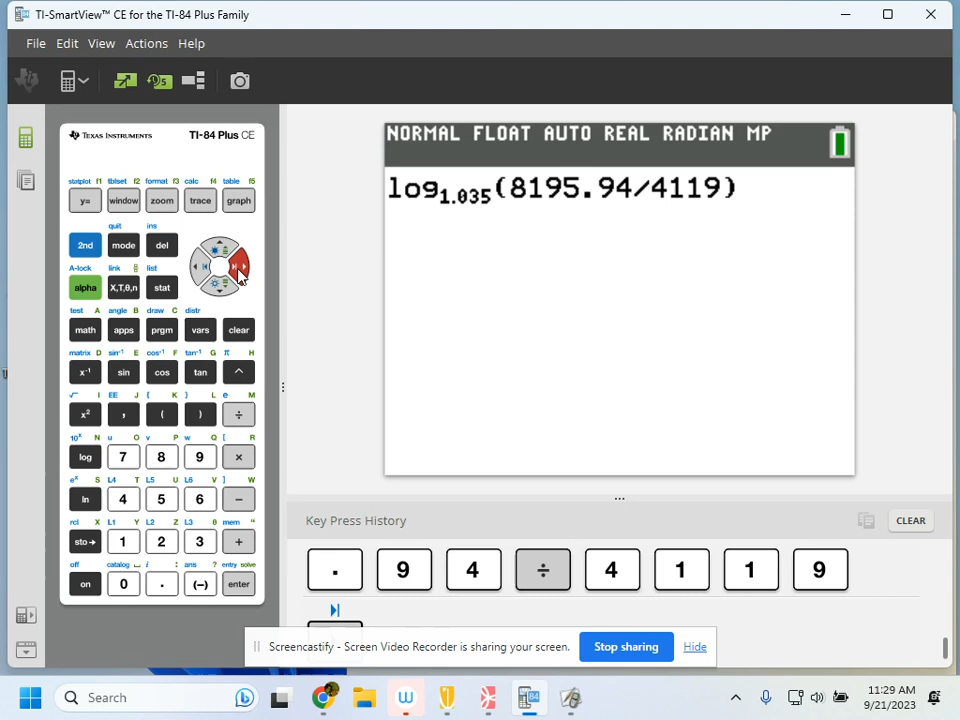 TI-SmartView™ CE for the TI-84 Plus Family
File Edit View Actions Help
TEXAS INSTRUMENTS TI-84 Plus CE
statplot f1 tblset f2 format f3 calc f4 table f5
y= window zoom trace graph
quit ins
2nd mode del
A-lock link list
alpha X,T,θ,n stat
test A angle B draw C distr
math apps prgm vars clear
matrix D sin⁻¹ E cos⁻¹ F tan⁻¹ G π H
x⁻¹ sin cos tan ^
√ I EE J { K } L e M
x² , ( ) ÷
10ˣ N u O v P w Q [ R
log 7 8 9 ×
eˣ S L4 T L5 U L6 V ] W
ln 4 5 6 −
rcl X L1 Y L2 Z L3 θ mem "
sto→ 1 2 3 +
off catalog ⎵ i : ans ? entry solve
on 0 . (−) enter
NORMAL FLOAT AUTO REAL RADIAN MP
log₁.₀₃₅(8195.94/4119)
Key Press History CLEAR
. 9 4 ÷ 4 1 1 9
Screencastify - Screen Video Recorder is sharing your screen. Stop sharing Hide
Search
11:29 AM
9/21/2023